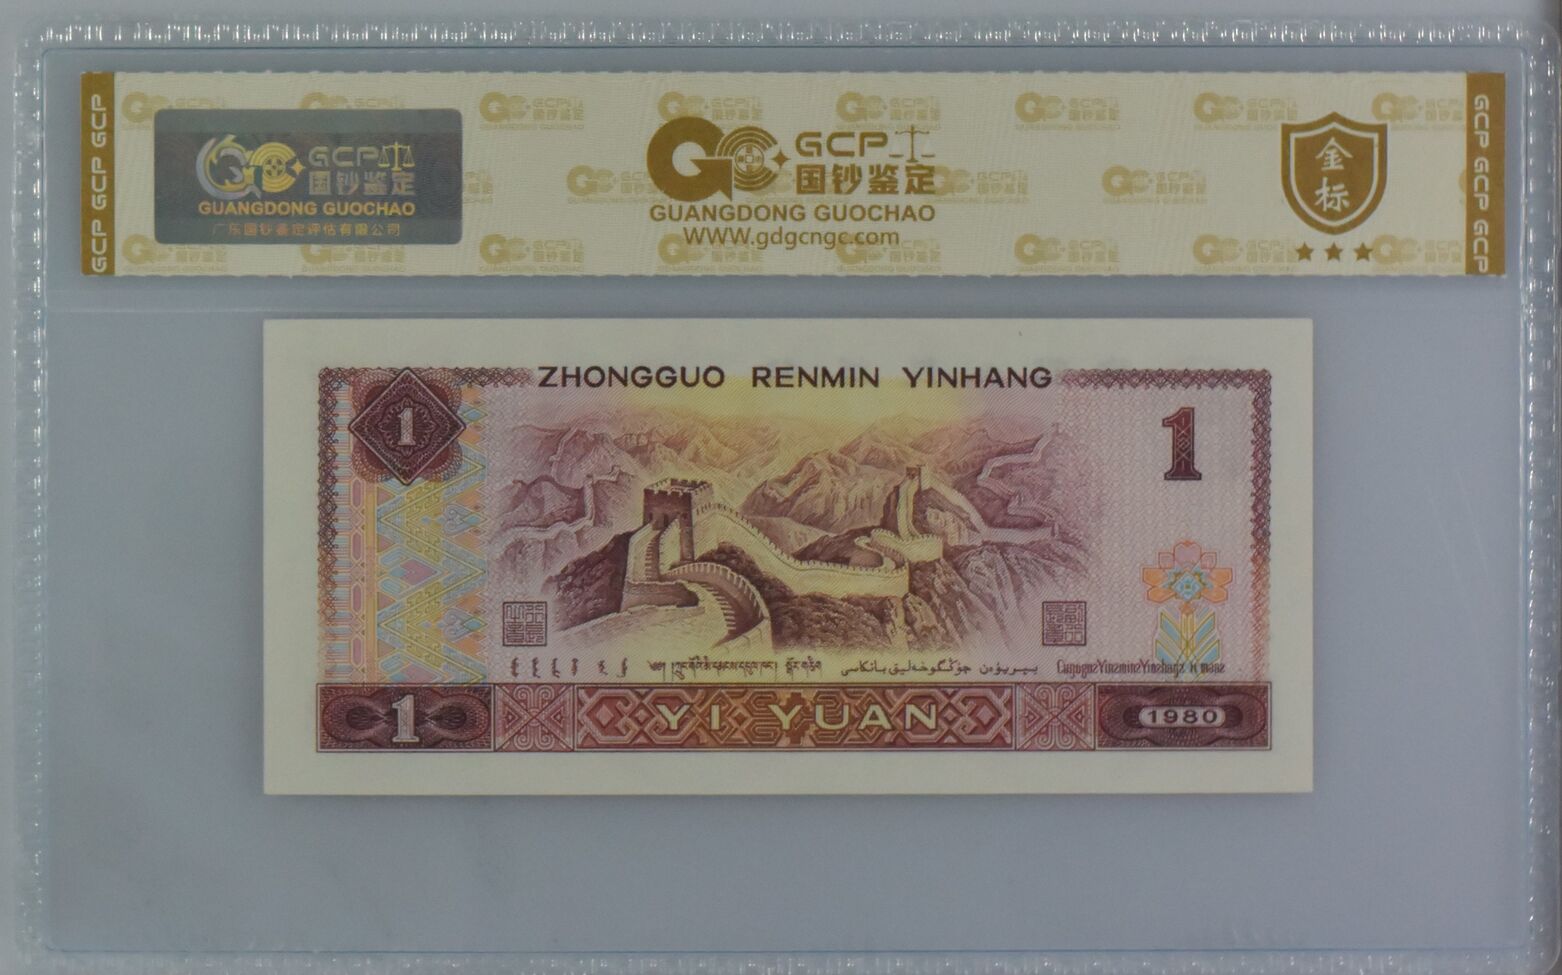 GCP GCP GCP
GCP
国钞鉴定
GUANGDONG GUOCHAO
广东国钞鉴定评估有限公司
GCP
国钞鉴定
GUANGDONG GUOCHAO
WWW.gdgcngc.com
金
标
GCP GCP GCP
ZHONGGUO RENMIN YINHANG
1
1
1
YI YUAN
1980